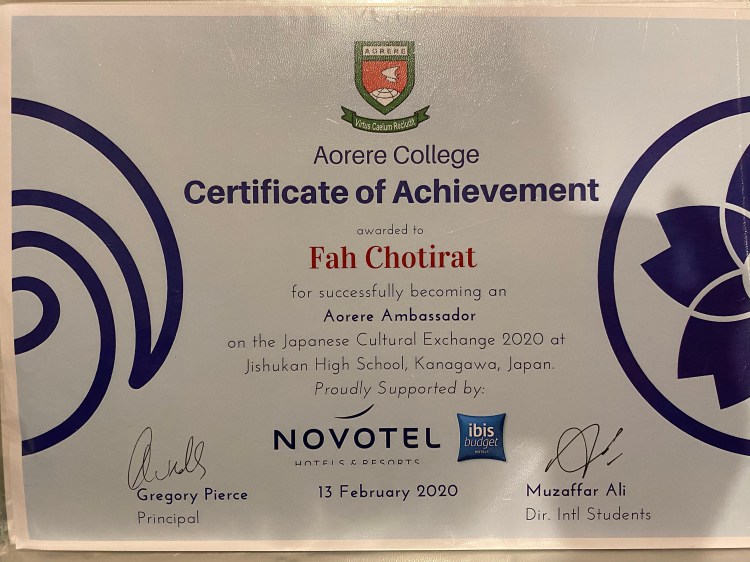 AORERE
Virtus Caelum Recludit
Aorere College
Certificate of Achievement
awarded to
Fah Chotirat
for successfully becoming an
Aorere Ambassador
on the Japanese Cultural Exchange 2020 at
Jishukan High School, Kanagawa, Japan.
Proudly Supported by:
NOVOTEL
HOTELS & RESORTS
ibis
budget
HOTELS
Gregory Pierce
Principal
13 February 2020
Muzaffar Ali
Dir. Intl Students